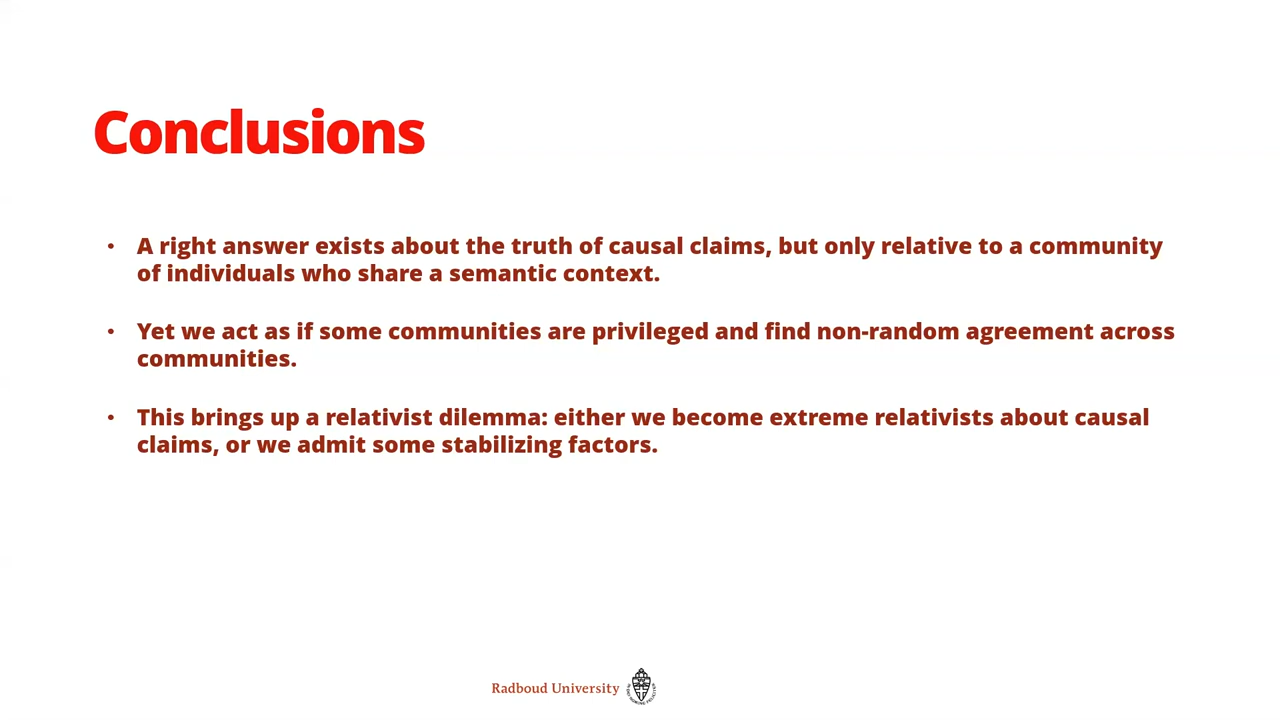 Conclusions
• A right answer exists about the truth of causal claims, but only relative to a community
of individuals who share a semantic context.
• Yet we act as if some communities are privileged and find non-random agreement across
communities.
• This brings up a relativist dilemma: either we become extreme relativists about causal
claims, or we admit some stabilizing factors.
Radboud University